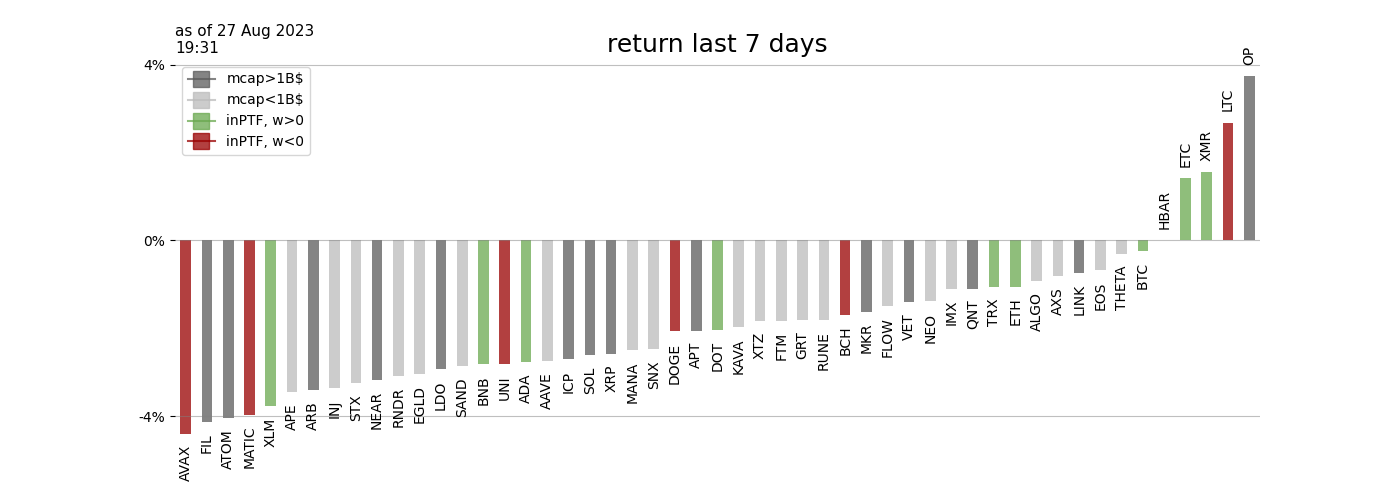 as of 27 Aug 2023
19:31
return last 7 days
4%
0%
-4%
mcap>1B$
mcap<1B$
inPTF, w>0
inPTF, w<0
AVAX
FIL
ATOM
MATIC
XLM
APE
ARB
INJ
STX
NEAR
RNDR
EGLD
LDO
SAND
BNB
UNI
ADA
AAVE
ICP
SOL
XRP
MANA
SNX
DOGE
APT
DOT
KAVA
XTZ
FTM
GRT
RUNE
BCH
MKR
FLOW
VET
NEO
IMX
QNT
TRX
ETH
ALGO
AXS
LINK
EOS
THETA
BTC
HBAR
ETC
XMR
LTC
OP